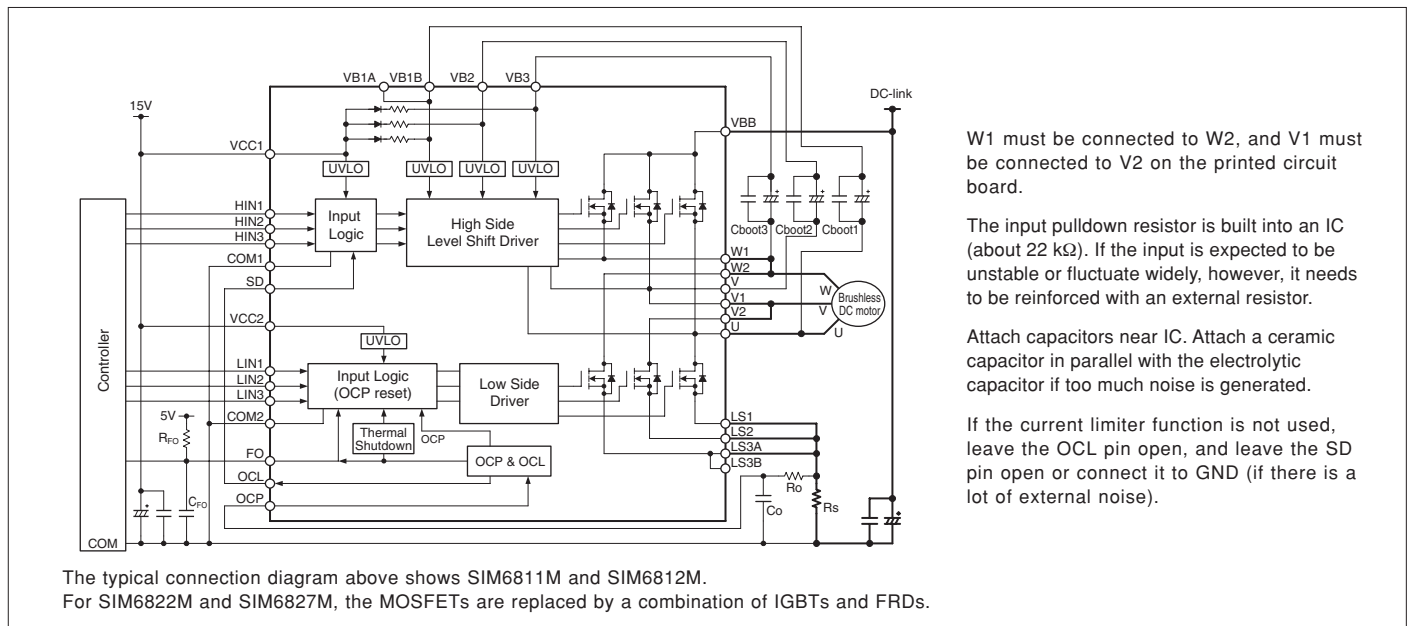 VB1A VB1B VB2 VB3
15V
DC-link
VBB
VCC1
UVLO UVLO UVLO UVLO
HIN1
HIN2
HIN3
Input
Logic
High Side
Level Shift Driver
Cboot3 Cboot2 Cboot1
COM1
SD
W1
W2
V
V1
V2
U
W
V
U
Brushless
DC motor
VCC2
UVLO
Controller
LIN1
LIN2
LIN3
Input Logic
(OCP reset)
Low Side
Driver
COM2
5V
RFO
Thermal
Shutdown
OCP
OCP & OCL
LS1
LS2
LS3A
LS3B
FO
OCL
OCP
CFO
Ro
Co
Rs
COM
W1 must be connected to W2, and V1 must
be connected to V2 on the printed circuit
board.
The input pulldown resistor is built into an IC
(about 22 kΩ). If the input is expected to be
unstable or fluctuate widely, however, it needs
to be reinforced with an external resistor.
Attach capacitors near IC. Attach a ceramic
capacitor in parallel with the electrolytic
capacitor if too much noise is generated.
If the current limiter function is not used,
leave the OCL pin open, and leave the SD
pin open or connect it to GND (if there is a
lot of external noise).
The typical connection diagram above shows SIM6811M and SIM6812M.
For SIM6822M and SIM6827M, the MOSFETs are replaced by a combination of IGBTs and FRDs.